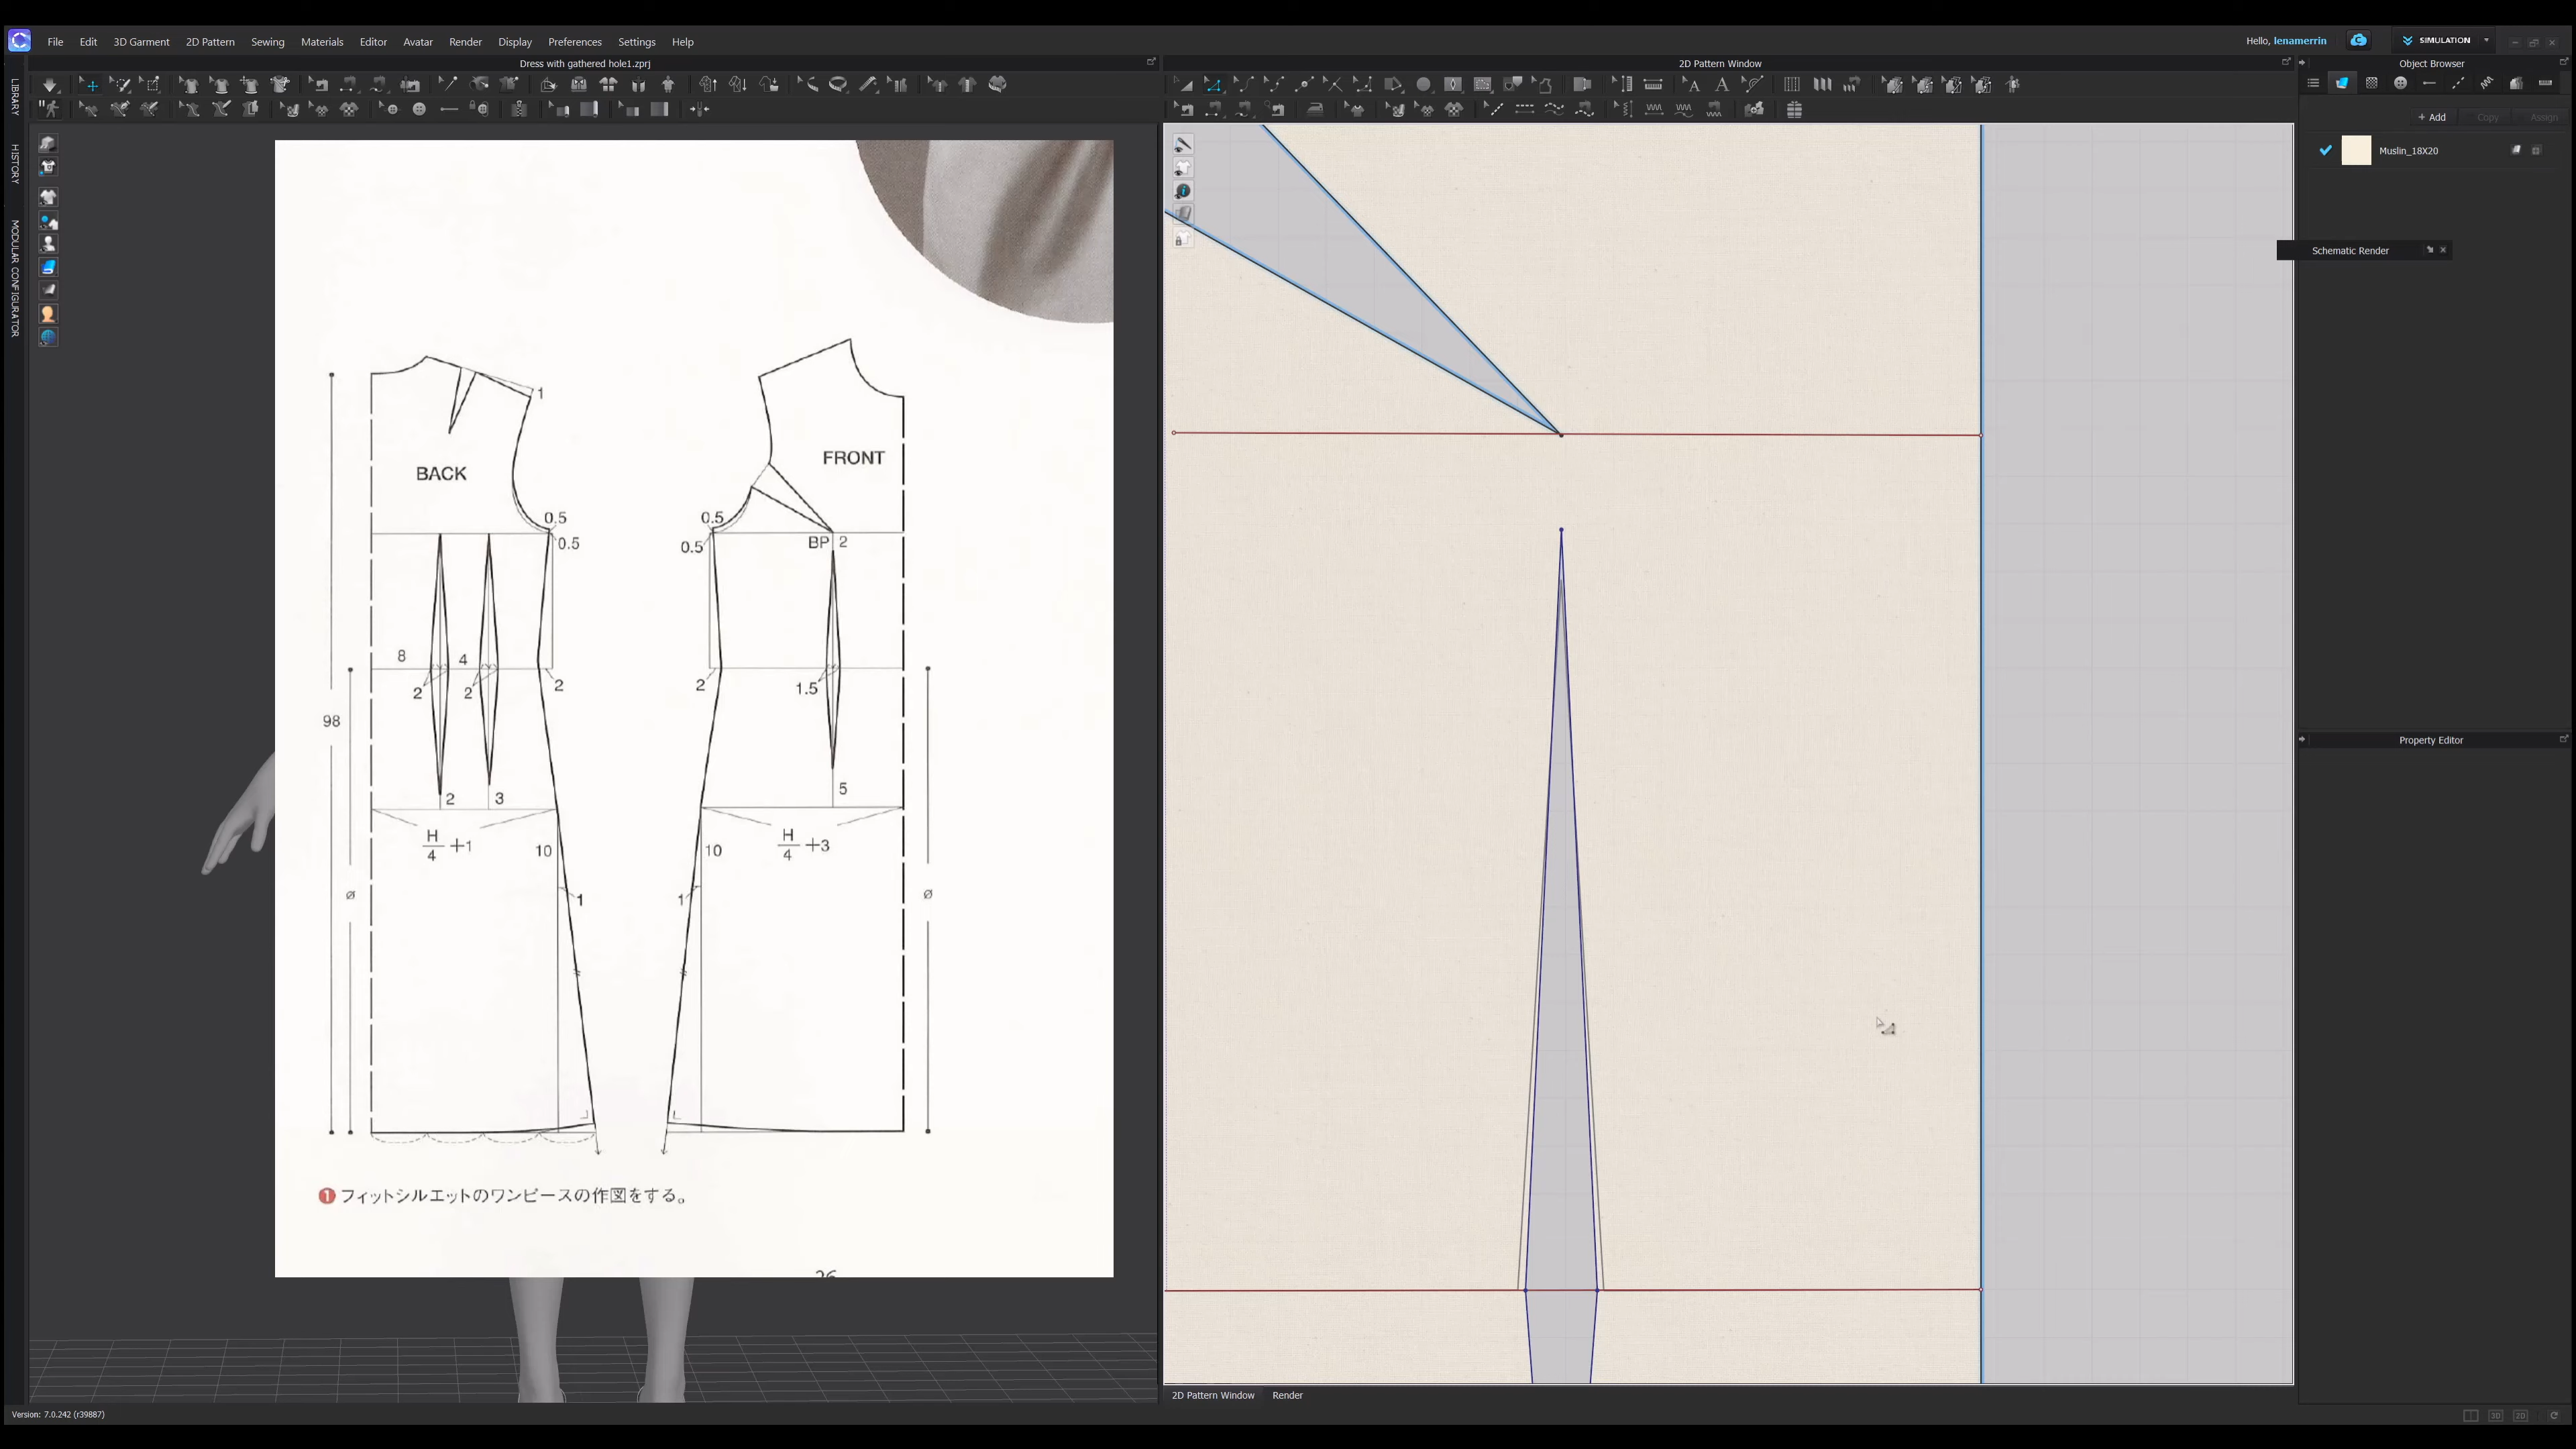 File Edit 3D Garment 2D Pattern Sewing Materials Editor Avatar Render Display Preferences Settings Help
Hello, lenamerrin
SIMULATION
Dress with gathered hole1.zprj
2D Pattern Window
Object Browser
LIBRARY
HISTORY
MODULAR CONFIGURATOR
+ Add Copy Assign
Muslin_18X20
Schematic Render
Property Editor
1
BACK
FRONT
0.5
0.5
0.5
0.5
BP 2
8
4
2
2
2
2
1.5
98
2
3
5
H/4 +1
10
10
H/4 +3
ø
1
1
ø
❶フィットシルエットのワンピースの作図をする。
2D Pattern Window Render
Version: 7.0.242 (r39887)
3D
2D